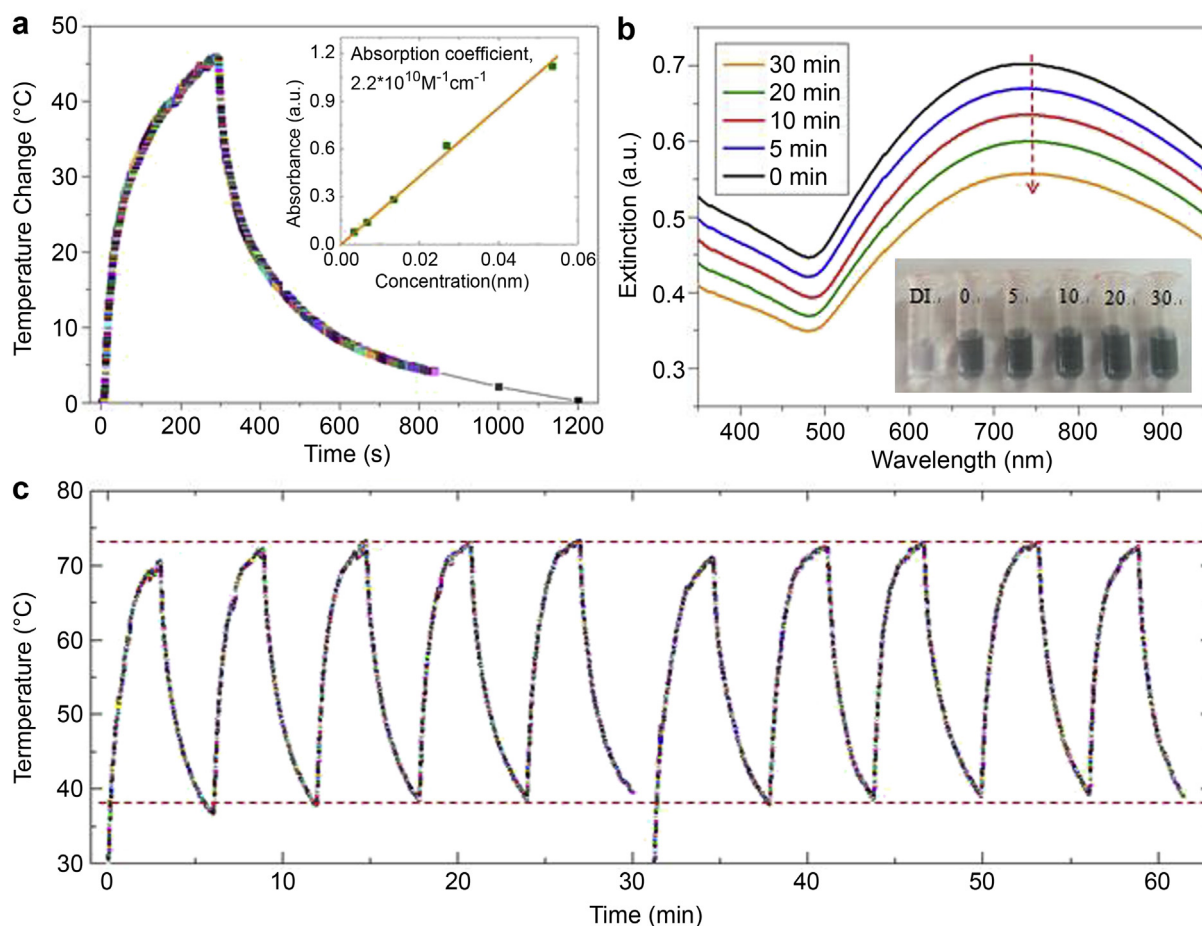 a
50
40
30
20
10
0
Temperature Change (°C)
0 200 400 600 800 1000 1200
Time (s)
Absorption coefficient,
2.2*10¹⁰M⁻¹cm⁻¹
1.2
0.9
0.6
0.3
0.0
Absorbance (a.u.)
0.00 0.02 0.04 0.06
Concentration(nm)
b
0.7
0.6
0.5
0.4
0.3
Extinction (a.u.)
30 min
20 min
10 min
5 min
0 min
DI.. 0.. 5.. 10.. 20.. 30..
400 500 600 700 800 900
Wavelength (nm)
c
80
70
60
50
40
30
Termperature (°C)
0 10 20 30 40 50 60
Time (min)